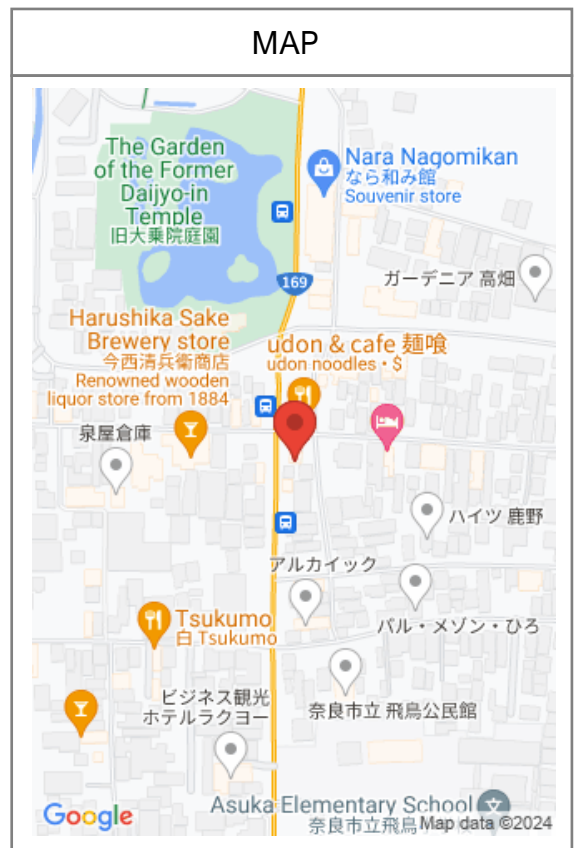 MAP
The Garden
of the Former
Daijyo-in
Temple
旧大乗院庭園
Nara Nagomikan
なら和み館
Souvenir store
169
ガーデニア 高畑
Harushika Sake
Brewery store
今西清兵衛商店
Renowned wooden
liquor store from 1884
udon & cafe 麺喰
udon noodles • $
泉屋倉庫
ハイツ 鹿野
アルカイック
Tsukumo
白 Tsukumo
パル・メゾン・ひろ
ビジネス観光
ホテルラクヨー
奈良市立 飛鳥公民館
Asuka Elementary School
奈良市立飛鳥
Google
Map data ©2024